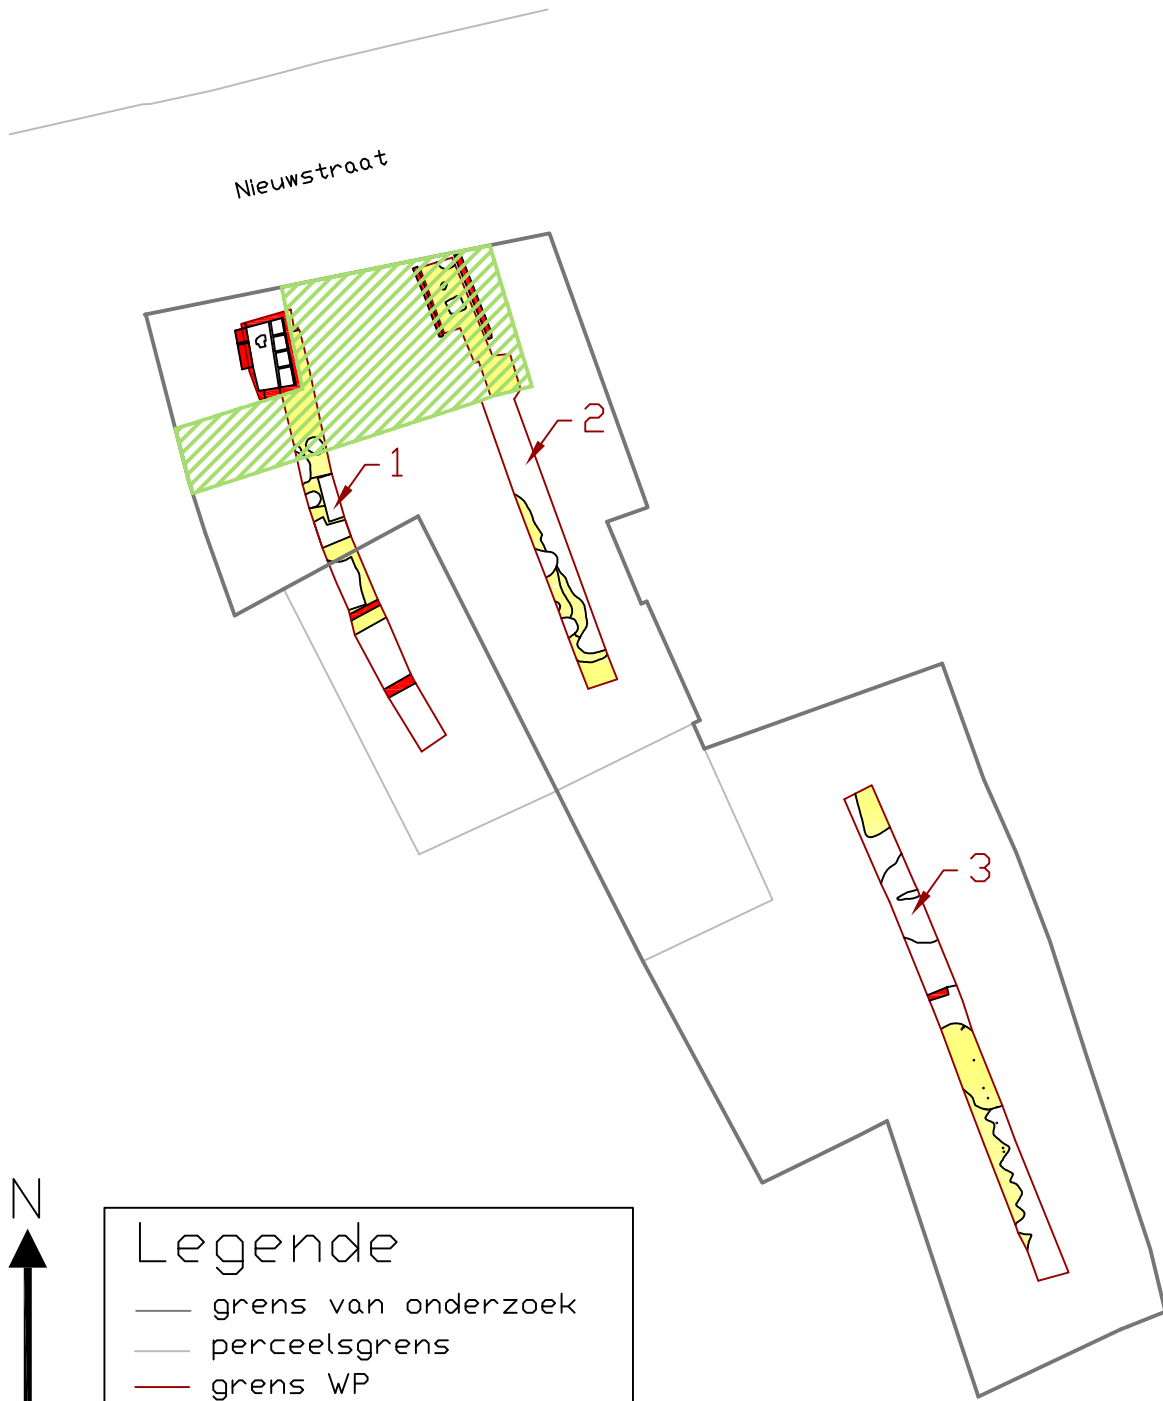 Nieuwstraat
2
1
3
N
Legende
grens van onderzoek
perceelsgrens
grens WP